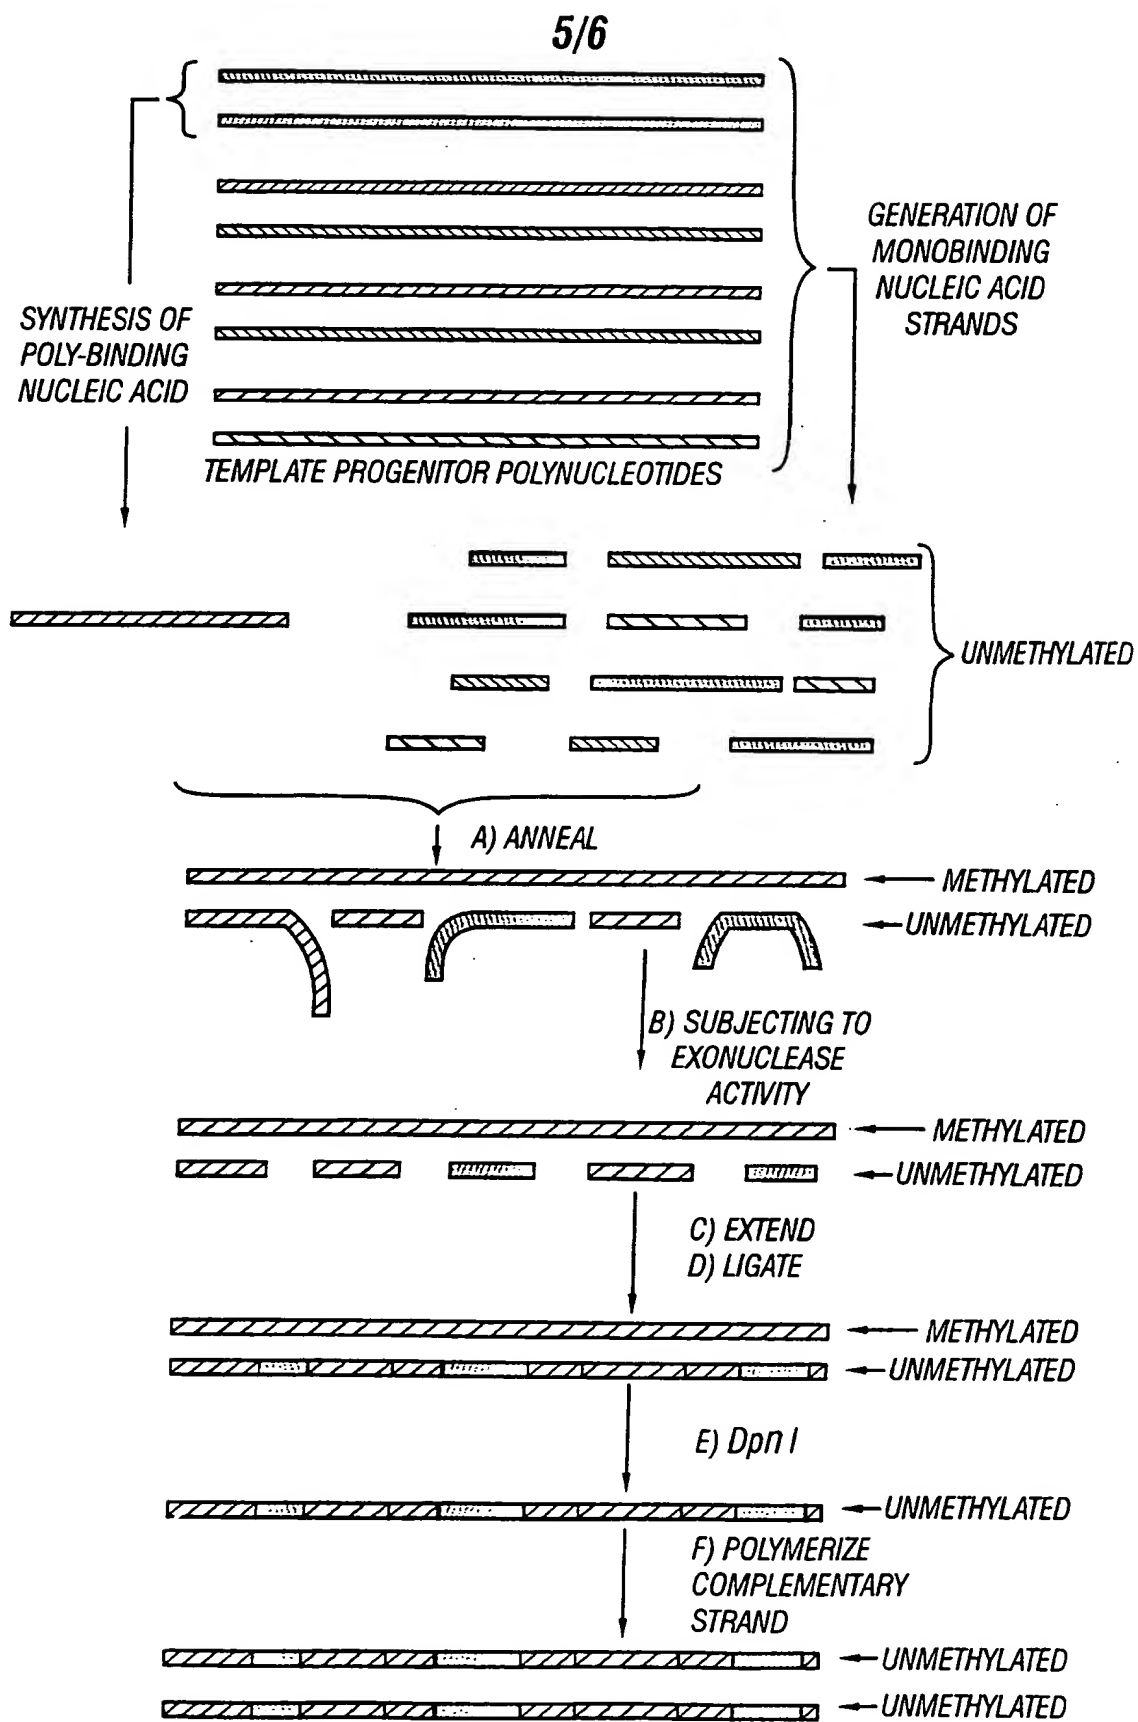 5/6
GENERATION OF
MONOBINDING
NUCLEIC ACID
STRANDS
SYNTHESIS OF
POLY-BINDING
NUCLEIC ACID
TEMPLATE PROGENITOR POLYNUCLEOTIDES
UNMETHYLATED
A) ANNEAL
METHYLATED
UNMETHYLATED
B) SUBJECTING TO
EXONUCLEASE
ACTIVITY
METHYLATED
UNMETHYLATED
C) EXTEND
D) LIGATE
METHYLATED
UNMETHYLATED
E) Dpn I
UNMETHYLATED
F) POLYMERIZE
COMPLEMENTARY
STRAND
UNMETHYLATED
UNMETHYLATED